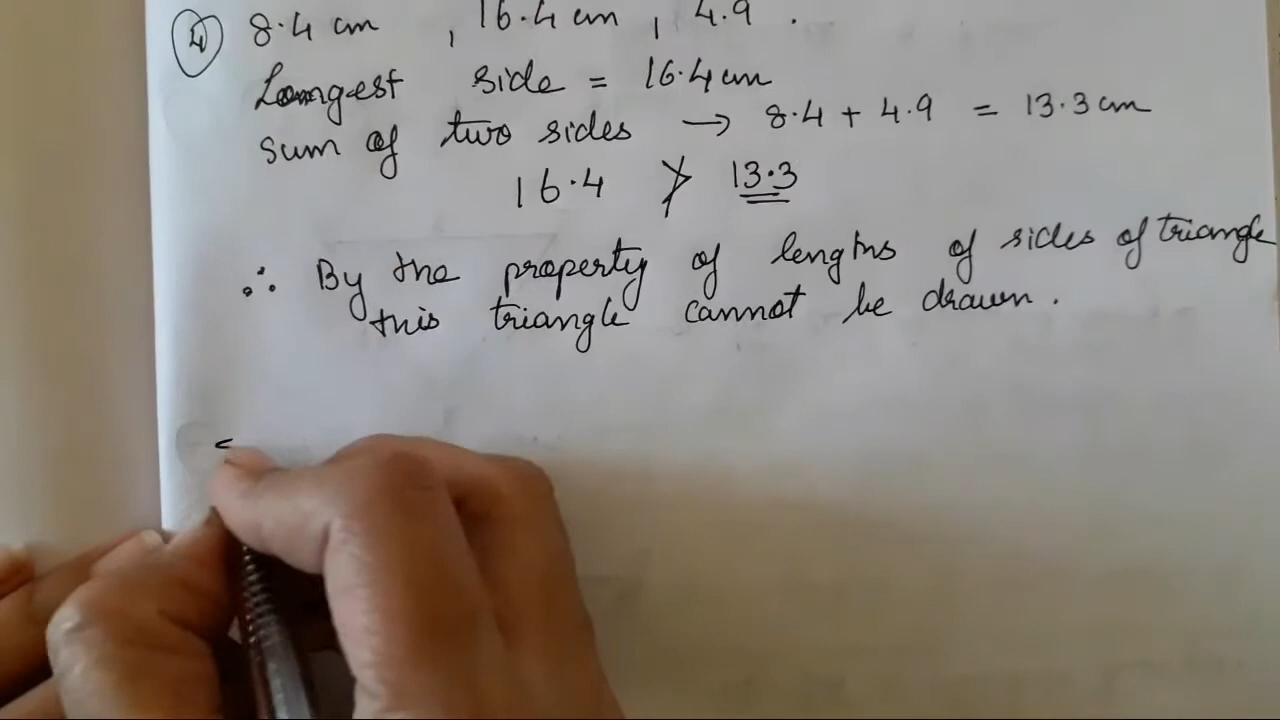 4 8.4 cm , 16.4 cm , 4.9 .
Longest side = 16.4 cm
sum of two sides → 8.4 + 4.9 = 13.3 cm
16.4 ≯ 13.3
∴ By the property of lengths of sides of triangle
this triangle cannot be drawn .